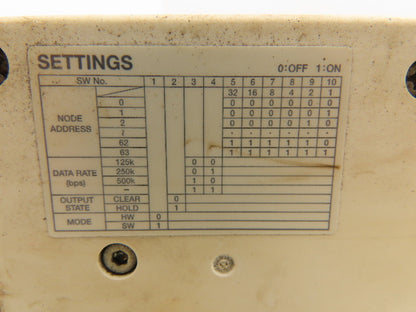 SETTINGS 0:OFF 1:ON
SW No. 1 2 3 4 5 6 7 8 9 10
32 16 8 4 2 1
NODE ADDRESS
0 0 0 0 0 0 0
1 0 0 0 0 0 1
2 0 0 0 0 1 0
~ · · · · · ·
62 1 1 1 1 1 0
63 1 1 1 1 1 1
DATA RATE (bps)
125k 0 0
250k 0 1
500k 1 0
– 1 1
OUTPUT STATE
CLEAR 0
HOLD 1
MODE
HW 0
SW 1